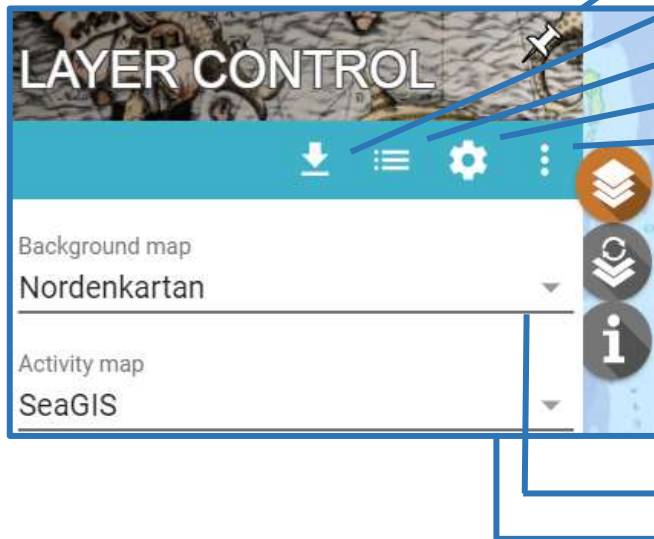 LAYER CONTROL
Background map
Nordenkartan
Activity map
SeaGIS